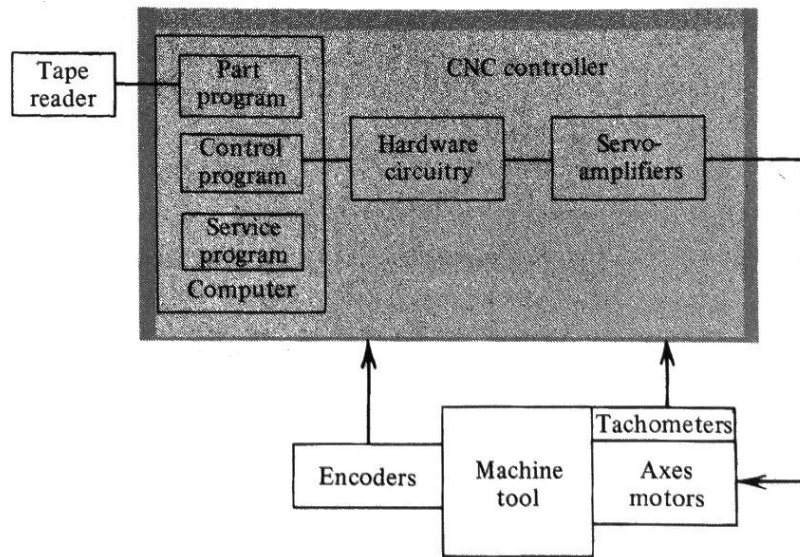 Tape
reader
Part
program
CNC controller
Control
program
Hardware
circuitry
Servo-
amplifiers
Service
program
Computer
Tachometers
Encoders
Machine
tool
Axes
motors